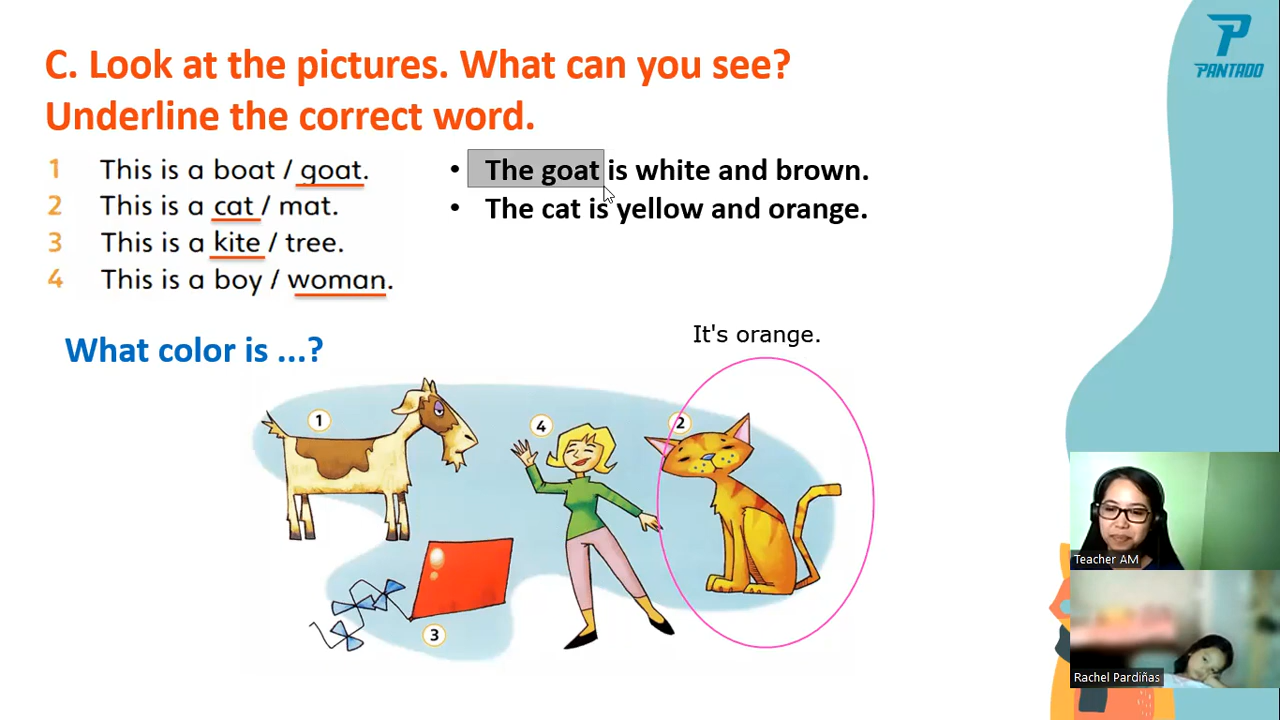 C. Look at the pictures. What can you see?
Underline the correct word.
1 This is a boat / goat.
2 This is a cat / mat.
3 This is a kite / tree.
4 This is a boy / woman.
• The goat is white and brown.
• The cat is yellow and orange.
What color is ...?
It's orange.
1
4
2
3
PANTADO
Teacher AM
Rachel Pardiñas